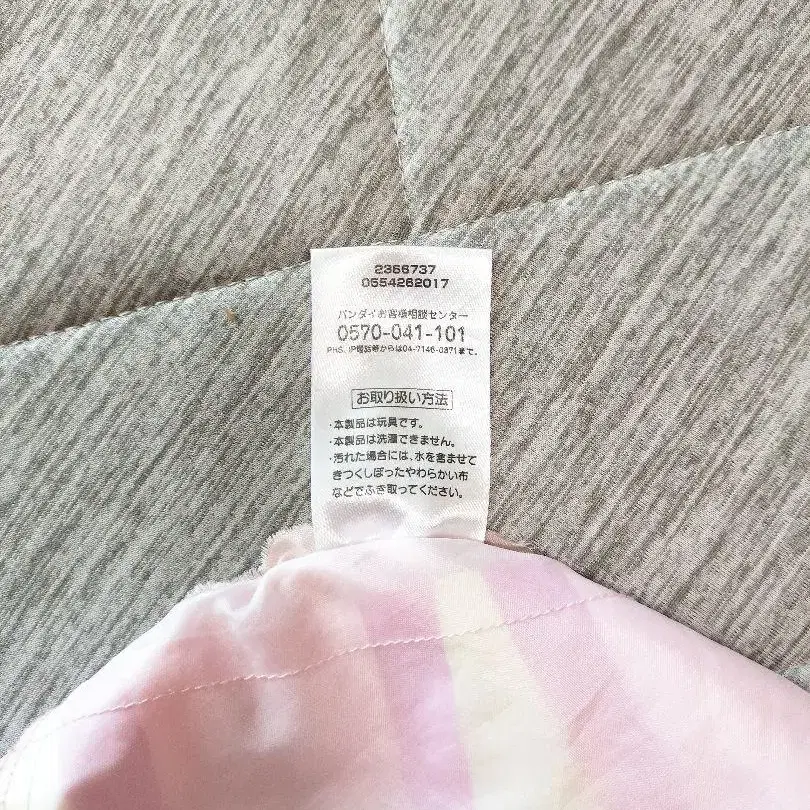 2366737
0554262017
バンダイお客様相談センター
0570-041-101
PHS、IP電話等からは04-7146-0371まで。
お取り扱い方法
・本製品は玩具です。
・本製品は洗濯できません。
・汚れた場合には、水を含ませて
きつくしぼったやわらかい布
などでふき取ってください。